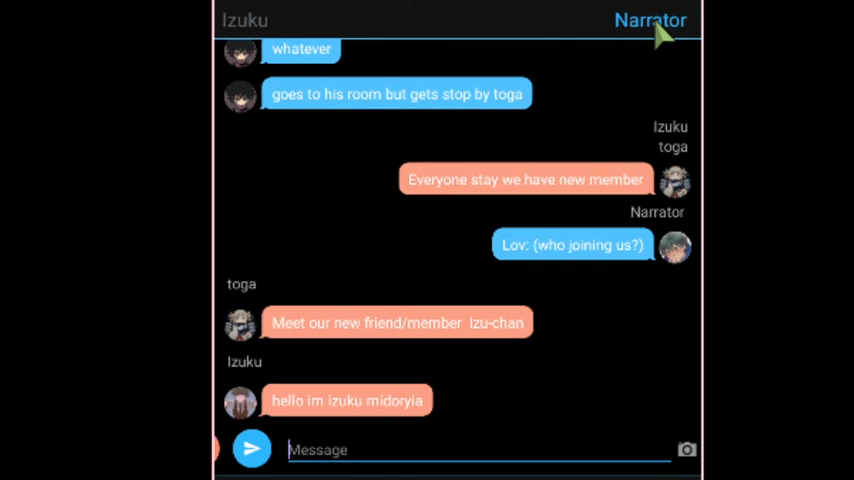 Izuku
Narrator
whatever
goes to his room but gets stop by toga
Izuku
toga
Everyone stay we have new member
Narrator
Lov: (who joining us?)
toga
Meet our new friend/member Izu-chan
Izuku
hello im izuku midoryia
Message